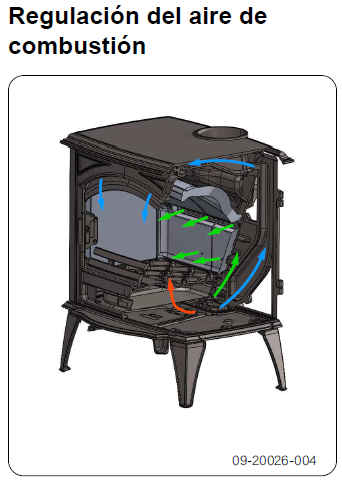 Regulación del aire de
combustión
09-20026-004